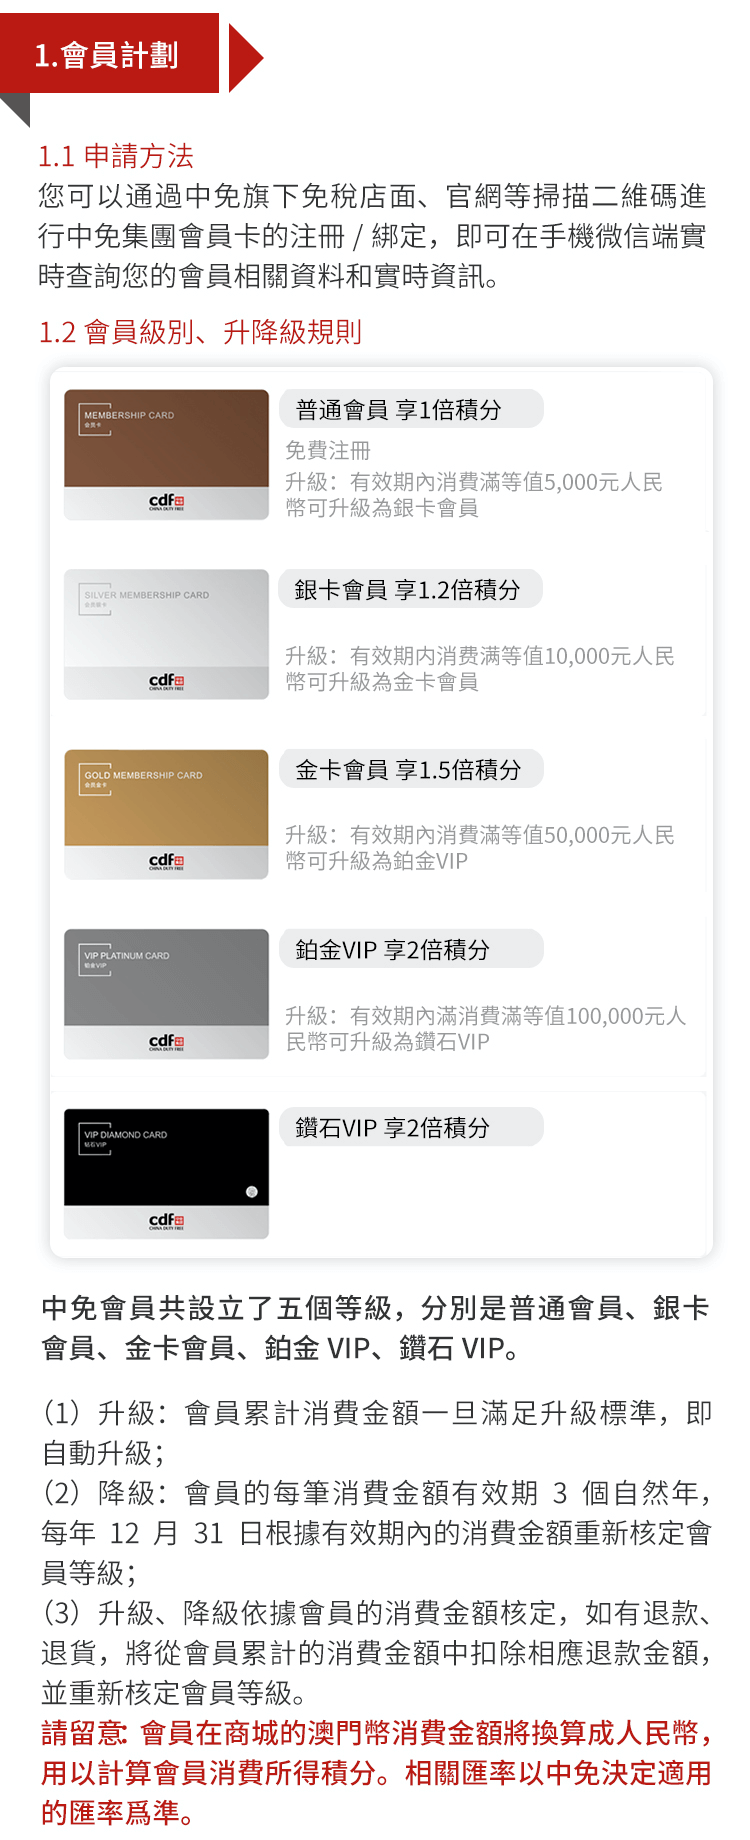 1.會員計劃
1.1 申請方法
您可以通過中免旗下免稅店面、官網等掃描二維碼進
行中免集團會員卡的注冊 / 綁定，即可在手機微信端實
時查詢您的會員相關資料和實時資訊。
1.2 會員級別、升降級規則
MEMBERSHIP CARD
会员卡
cdf
CHINA DUTY FREE
普通會員 享1倍積分
免費注冊
升級：有效期內消費滿等值5,000元人民
幣可升級為銀卡會員
SILVER MEMBERSHIP CARD
会员银卡
cdf
CHINA DUTY FREE
銀卡會員 享1.2倍積分
升級：有效期内消费满等值10,000元人民
幣可升級為金卡會員
GOLD MEMBERSHIP CARD
会员金卡
cdf
CHINA DUTY FREE
金卡會員 享1.5倍積分
升級：有效期內消費滿等值50,000元人民
幣可升級為鉑金VIP
VIP PLATINUM CARD
铂金VIP
cdf
CHINA DUTY FREE
鉑金VIP 享2倍積分
升級：有效期內滿消費滿等值100,000元人
民幣可升級為鑽石VIP
VIP DIAMOND CARD
钻石VIP
cdf
CHINA DUTY FREE
鑽石VIP 享2倍積分
中免會員共設立了五個等級，分別是普通會員、銀卡
會員、金卡會員、鉑金 VIP、鑽石 VIP。
（1）升級：會員累計消費金額一旦滿足升級標準，即
自動升級；
（2）降級：會員的每筆消費金額有效期 3 個自然年，
每年 12 月 31 日根據有效期內的消費金額重新核定會
員等級；
（3）升級、降級依據會員的消費金額核定，如有退款、
退貨，將從會員累計的消費金額中扣除相應退款金額，
並重新核定會員等級。
請留意：會員在商城的澳門幣消費金額將換算成人民幣，
用以計算會員消費所得積分。相關匯率以中免決定適用
的匯率爲準。